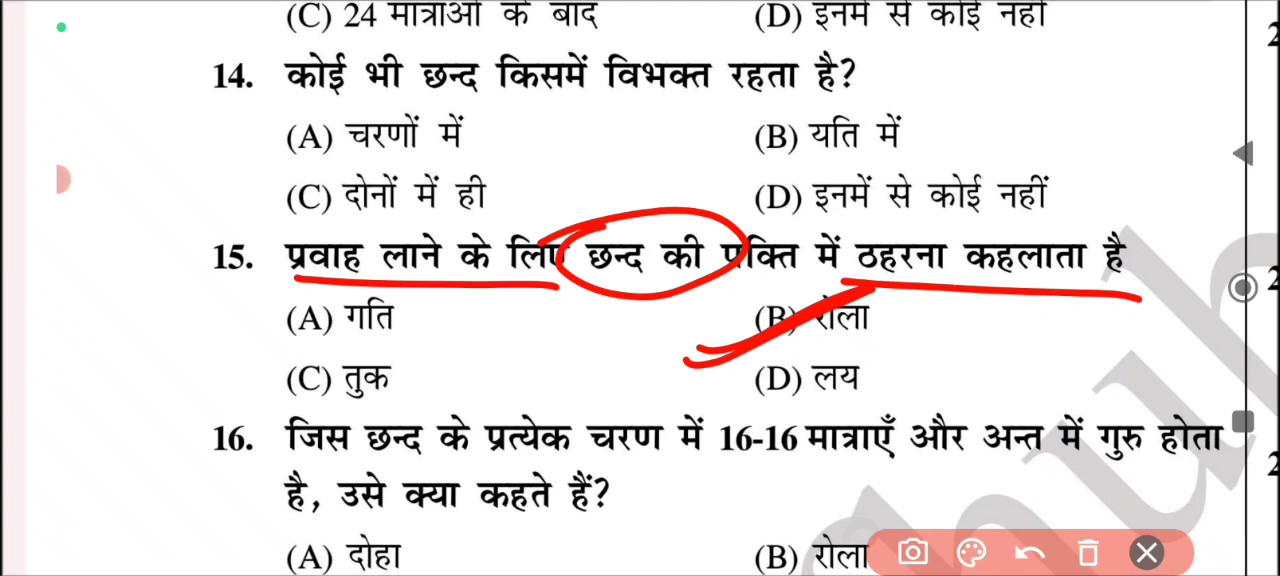 (C) 24 मात्राओं के बाद (D) इनमें से कोई नहीं
14. कोई भी छन्द किसमें विभक्त रहता है?
(A) चरणों में (B) यति में
(C) दोनों में ही (D) इनमें से कोई नहीं
15. प्रवाह लाने के लिए छन्द की पंक्ति में ठहरना कहलाता है
(A) गति (B) रोला
(C) तुक (D) लय
16. जिस छन्द के प्रत्येक चरण में 16-16 मात्राएँ और अन्त में गुरु होता
है, उसे क्या कहते हैं?
(A) दोहा (B) रोला